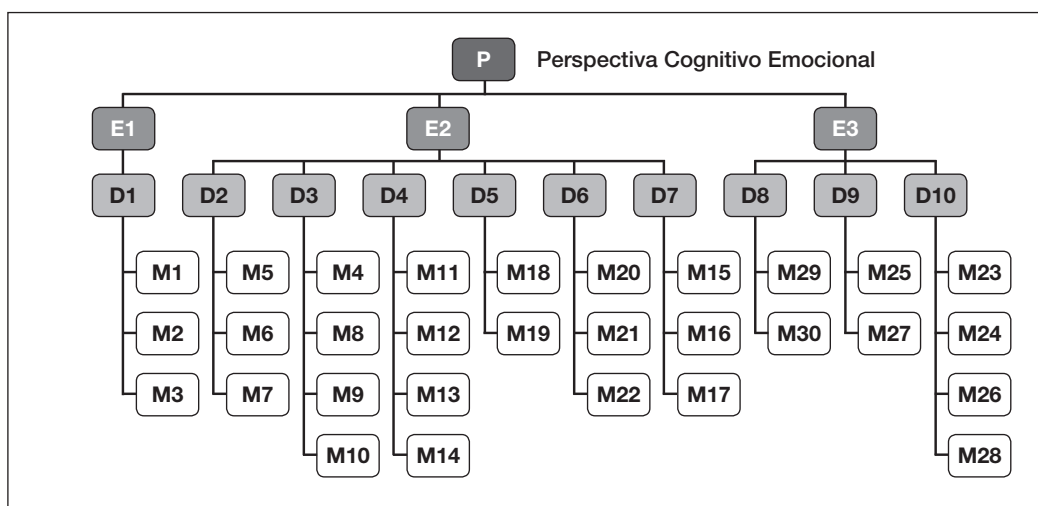 P Perspectiva Cognitivo Emocional
E1 E2 E3
D1 D2 D3 D4 D5 D6 D7 D8 D9 D10
M1 M5 M4 M11 M18 M20 M15 M29 M25 M23
M2 M6 M8 M12 M19 M21 M16 M30 M27 M24
M3 M7 M9 M13 M22 M17 M26
M10 M14 M28